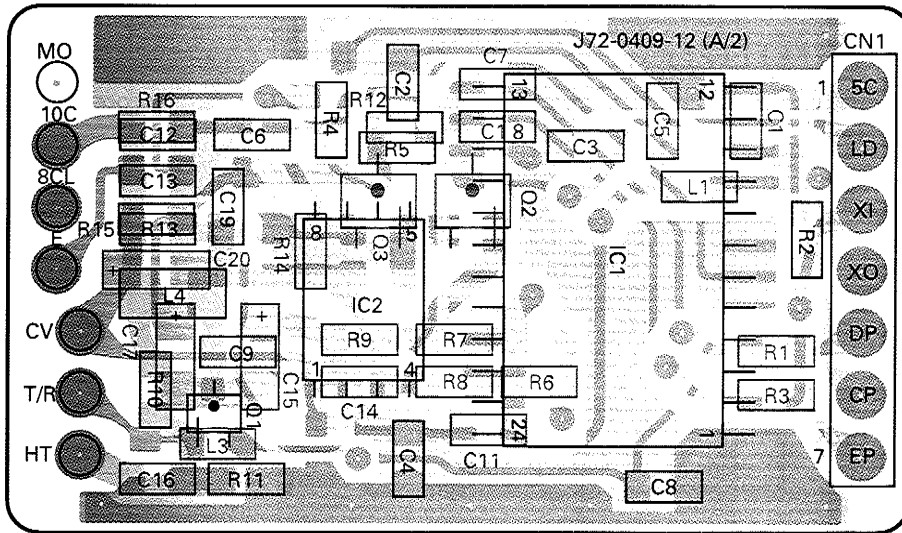 J72-0409-12 (A/2)
CN1
MO
10C
8CL
E
CV
T/R
HT
R16
C12
C13
R15
R13
C6
C19
C20
L4
C17
C9
R10
Q1
L3
C16
R11
C15
R14
R4
R12
C2
R5
C7
C18
Q3
Q2
8
5
IC2
R9
R7
1
4
R8
R6
C14
C4
C11
13
12
24
1
IC1
C3
C5
C1
L1
R2
R1
R3
C8
1
5C
LD
XI
XO
DP
CP
7
EP